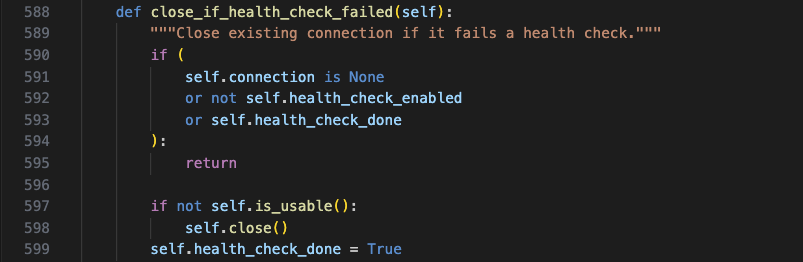 588 def close_if_health_check_failed(self):
589 """Close existing connection if it fails a health check."""
590 if (
591 self.connection is None
592 or not self.health_check_enabled
593 or self.health_check_done
594 ):
595 return
596
597 if not self.is_usable():
598 self.close()
599 self.health_check_done = True